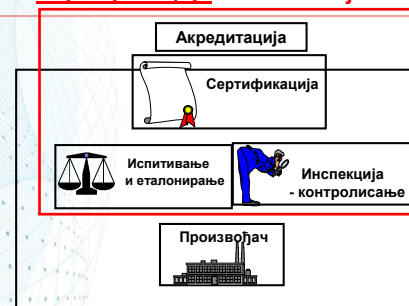 Акредитација
Сертификација
Испитивање
и еталонирање
Инспекција
- контролисање
Произвођач